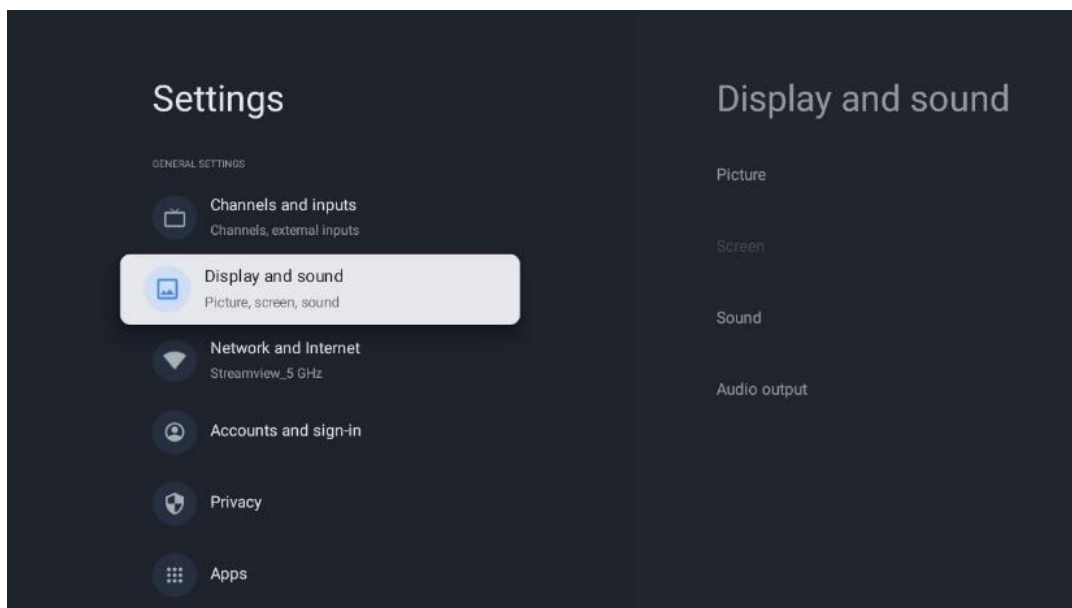 Settings
GENERAL SETTINGS
Channels and inputs
Channels, external inputs
Display and sound
Picture, screen, sound
Network and Internet
Streamview_5 GHz
Accounts and sign-in
Privacy
Apps
Display and sound
Picture
Screen
Sound
Audio output